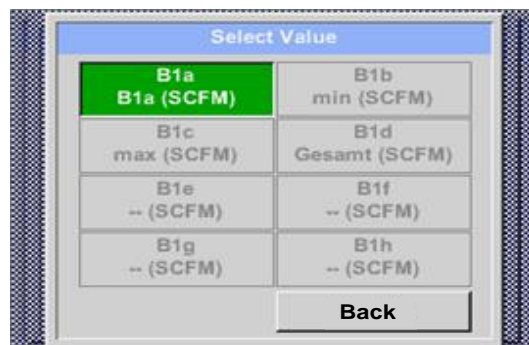 Select Value
B1a
B1a (SCFM)
B1b
min (SCFM)
B1c
max (SCFM)
B1d
Gesamt (SCFM)
B1e
-- (SCFM)
B1f
-- (SCFM)
B1g
-- (SCFM)
B1h
-- (SCFM)
Back